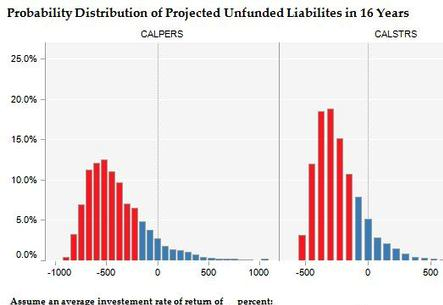 Probability Distribution of Projected Unfunded Liabilites in 16 Years
CALPERS CALSTRS
25.0%
20.0%
15.0%
10.0%
5.0%
0.0%
-1000 -500 0 500 1000 -500 0 500
Assume an average investement rate of return of __ percent: